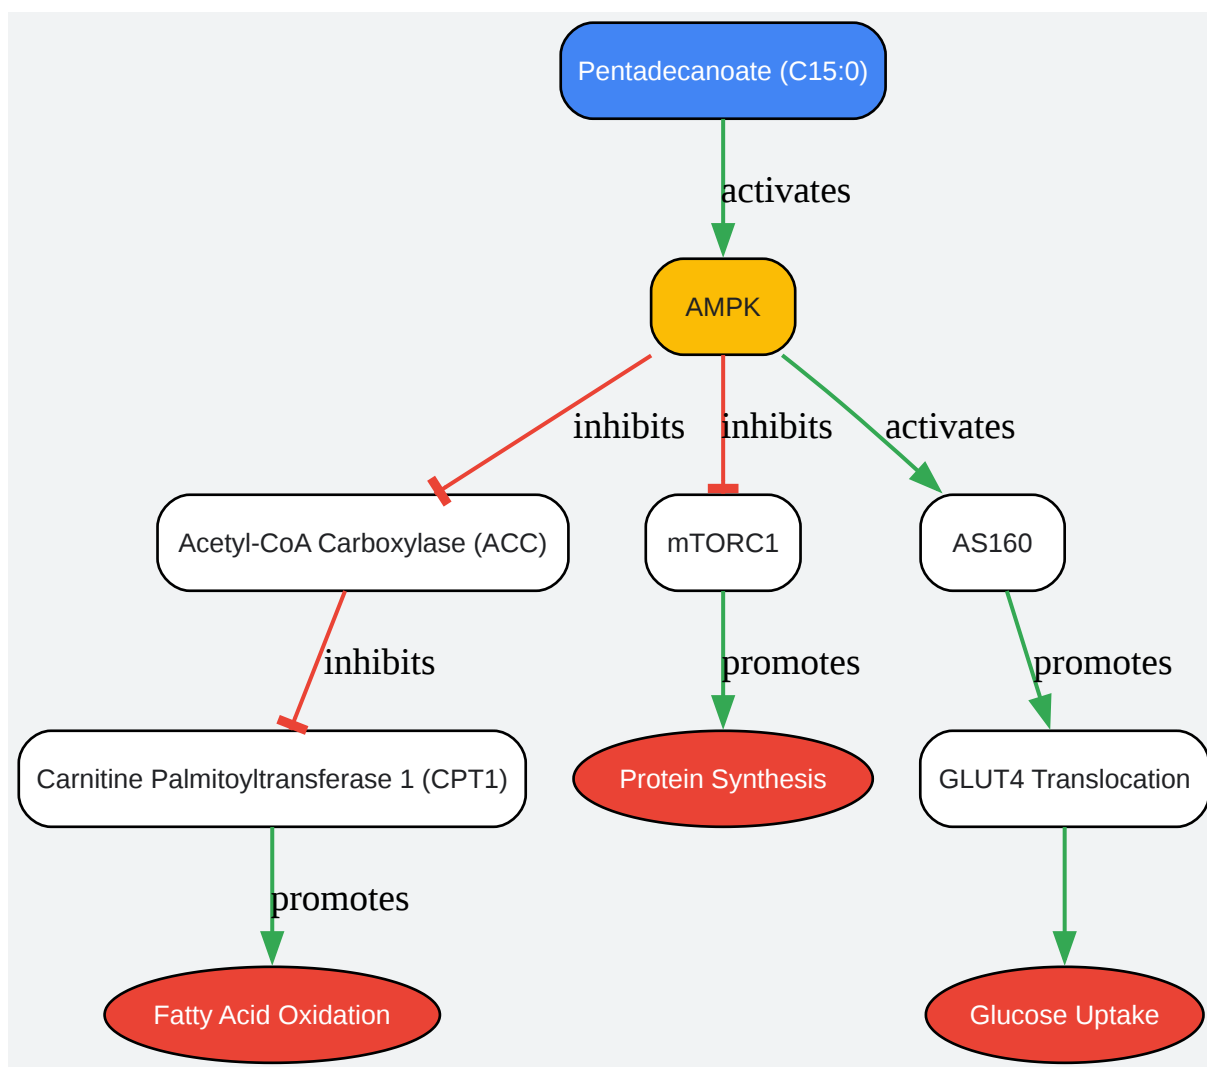 Pentadecanoate (C15:0)
activates
AMPK
inhibits
inhibits
activates
Acetyl-CoA Carboxylase (ACC)
mTORC1
AS160
inhibits
promotes
promotes
Carnitine Palmitoyltransferase 1 (CPT1)
Protein Synthesis
GLUT4 Translocation
promotes
Fatty Acid Oxidation
Glucose Uptake